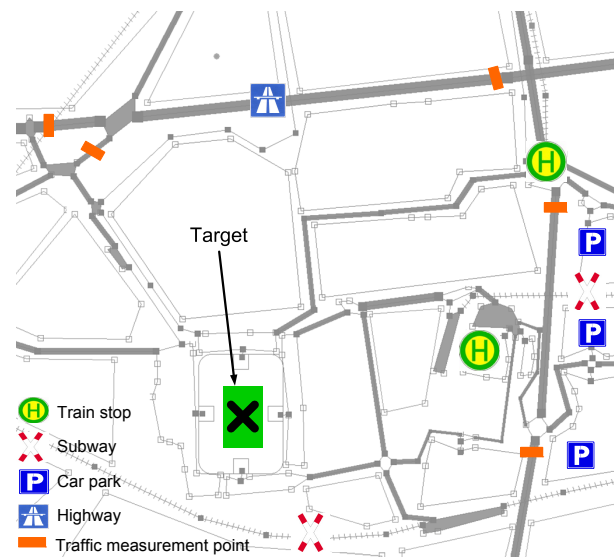 H
P
Target
P
H
H Train stop
Subway
P Car park
P
Highway
Traffic measurement point